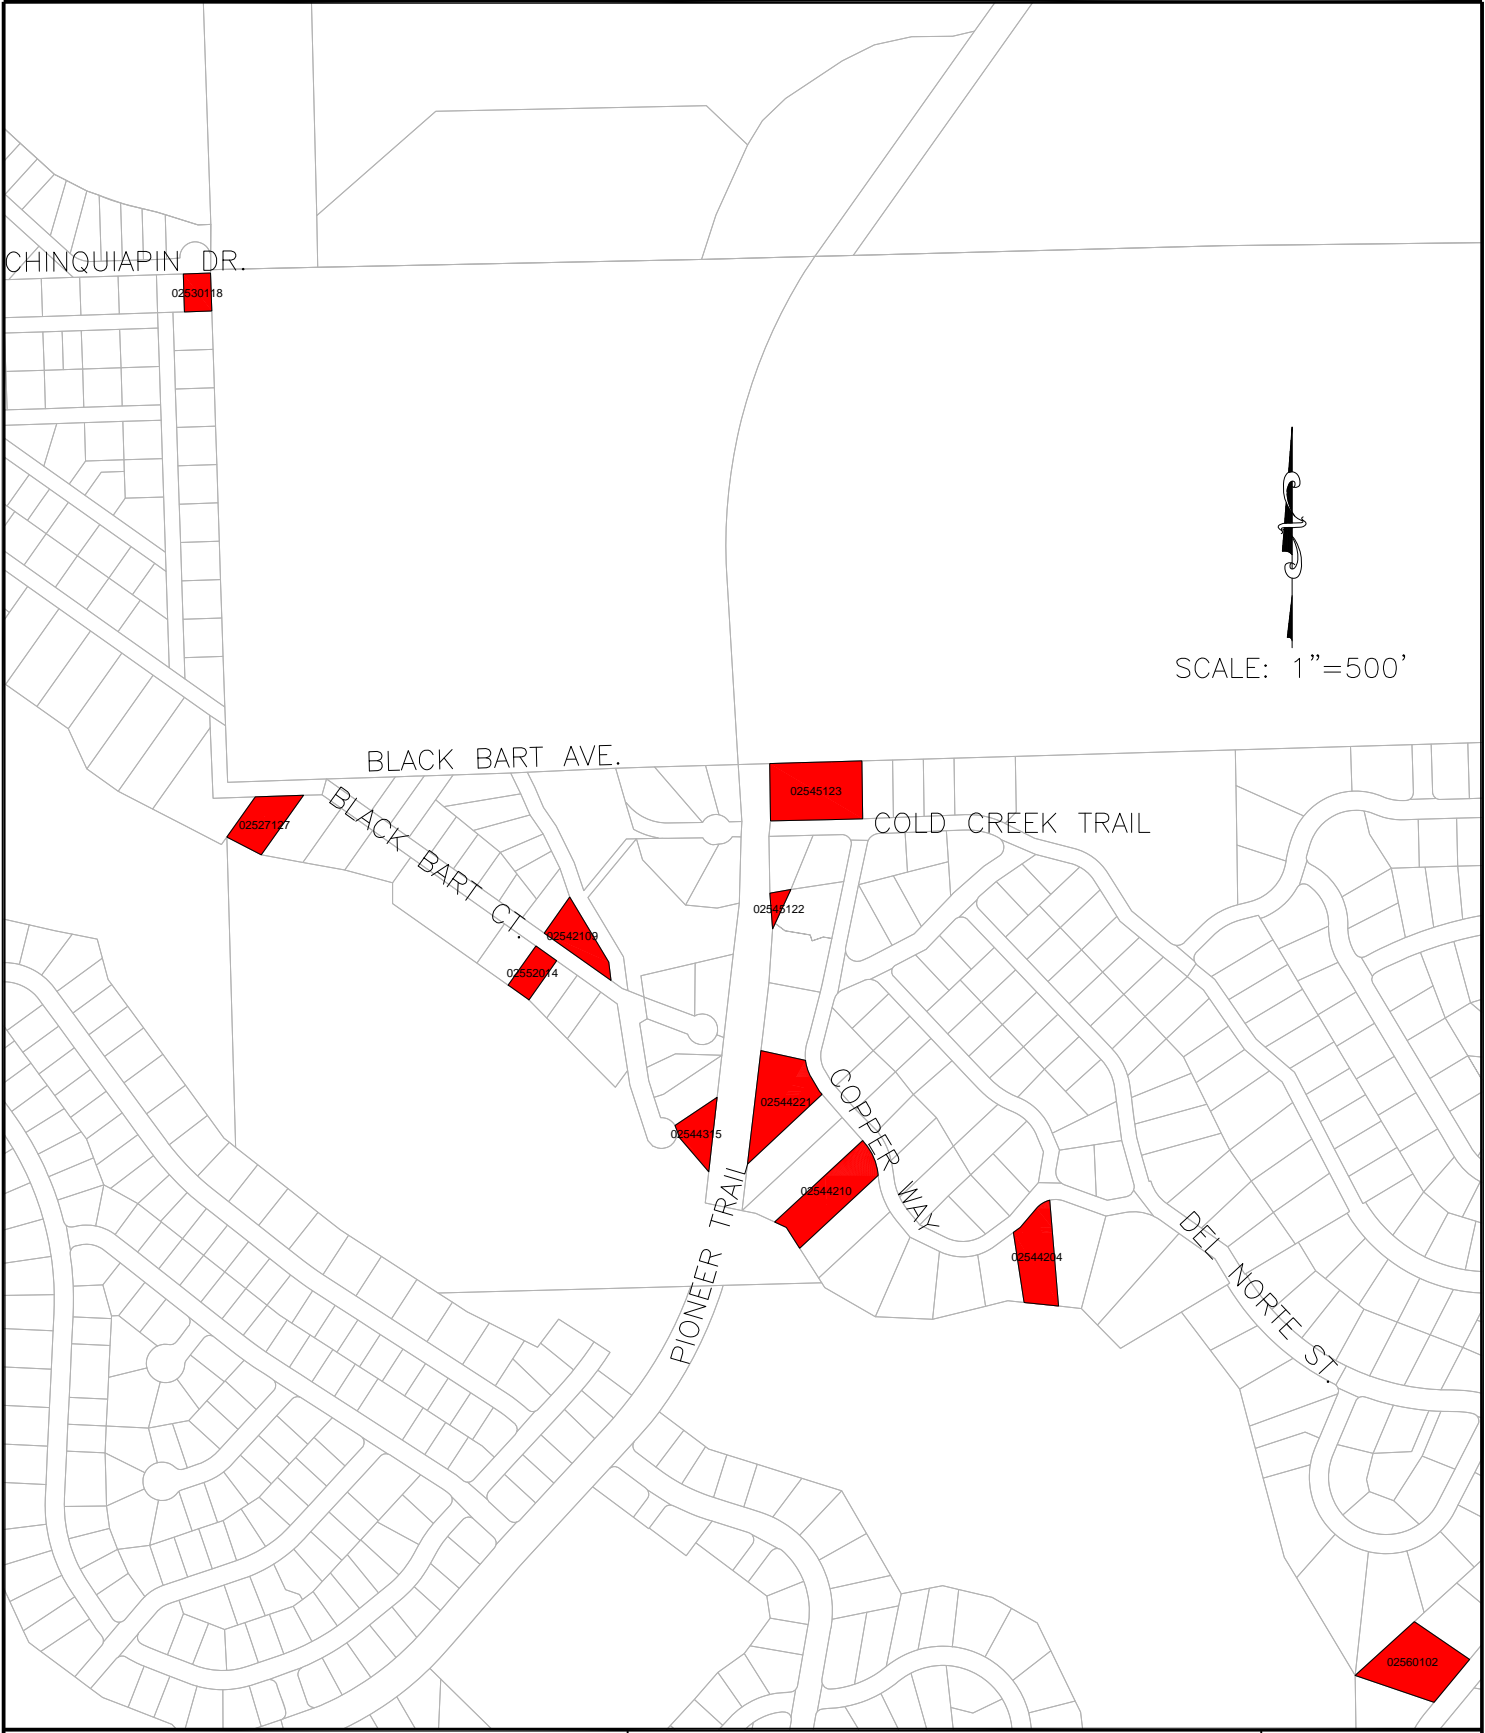 CHINQUIAPIN DR.
02530118
SCALE: 1"=500'
BLACK BART AVE.
02545123
02527127
BLACK BART CT.
COLD CREEK TRAIL
02545122
02542109
02552014
COPPER WAY
02544221
02544315
02544210
PIONEER TRAIL
DEL NORTE ST.
02544204
02560102